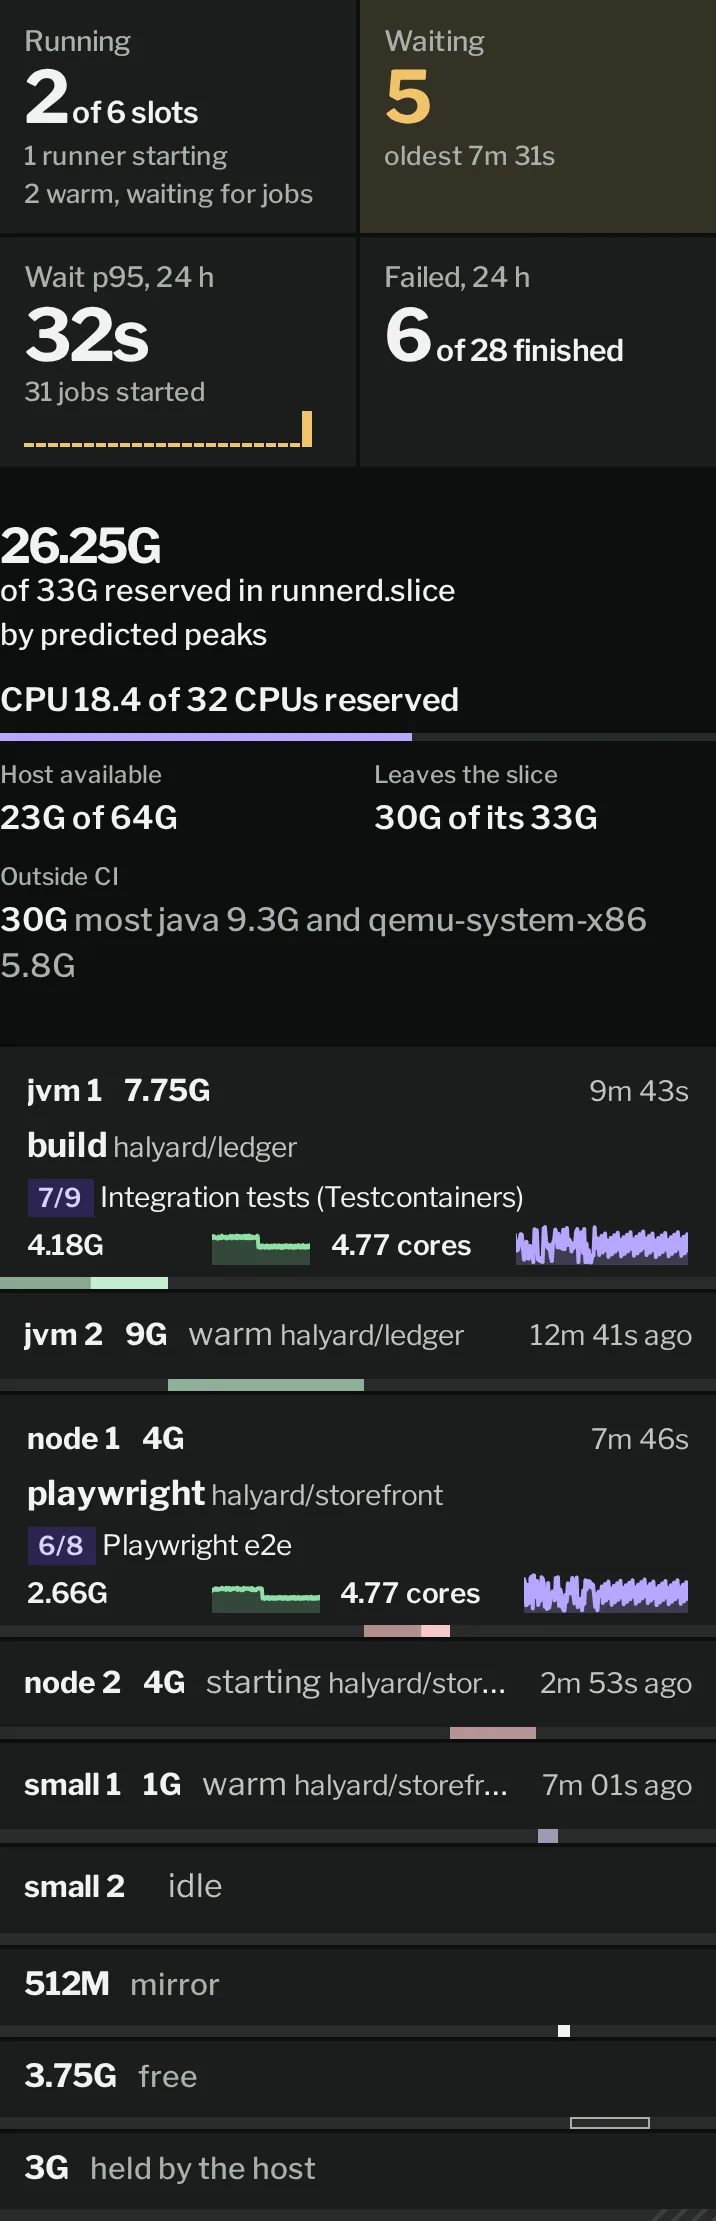 Running
2 of 6 slots
1 runner starting
2 warm, waiting for jobs
Waiting
5
oldest 7m 31s
Wait p95, 24 h
32s
31 jobs started
Failed, 24 h
6 of 28 finished
26.25G
of 33G reserved in runnerd.slice
by predicted peaks
CPU 18.4 of 32 CPUs reserved
Host available
23G of 64G
Leaves the slice
30G of its 33G
Outside CI
30G most java 9.3G and qemu-system-x86
5.8G
jvm 1 7.75G 9m 43s
build halyard/ledger
7/9 Integration tests (Testcontainers)
4.18G 4.77 cores
jvm 2 9G warm halyard/ledger 12m 41s ago
node 1 4G 7m 46s
playwright halyard/storefront
6/8 Playwright e2e
2.66G 4.77 cores
node 2 4G starting halyard/stor... 2m 53s ago
small 1 1G warm halyard/storefr... 7m 01s ago
small 2 idle
512M mirror
3.75G free
3G held by the host